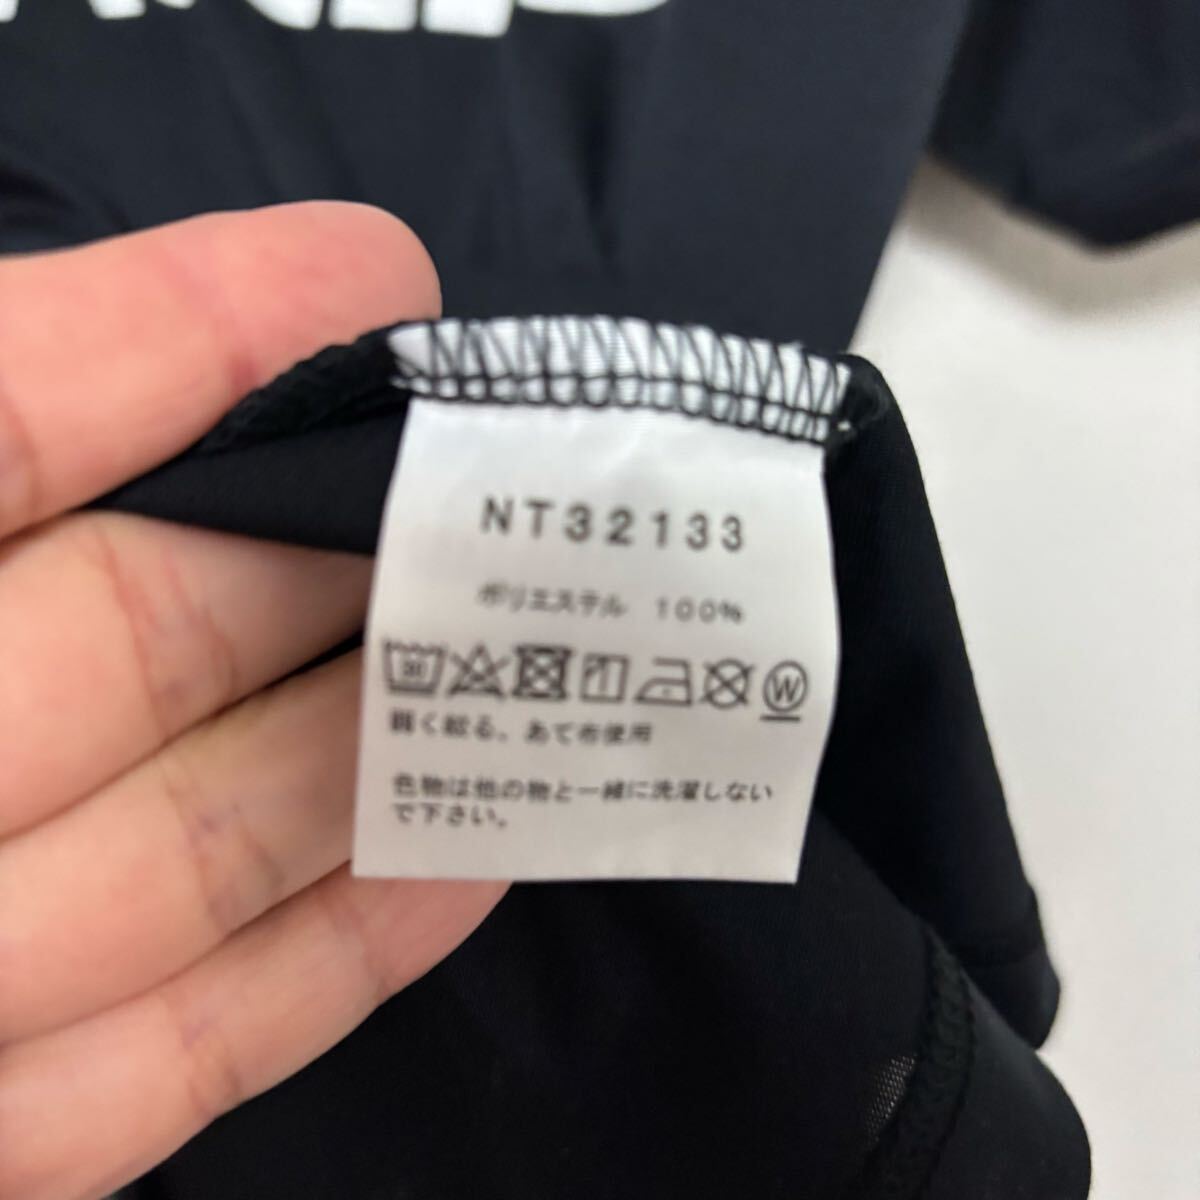 NT32133
ポリエステル 100%
W
弱く絞る、あて布使用
色物は他の物と一緒に洗濯しない
で下さい。